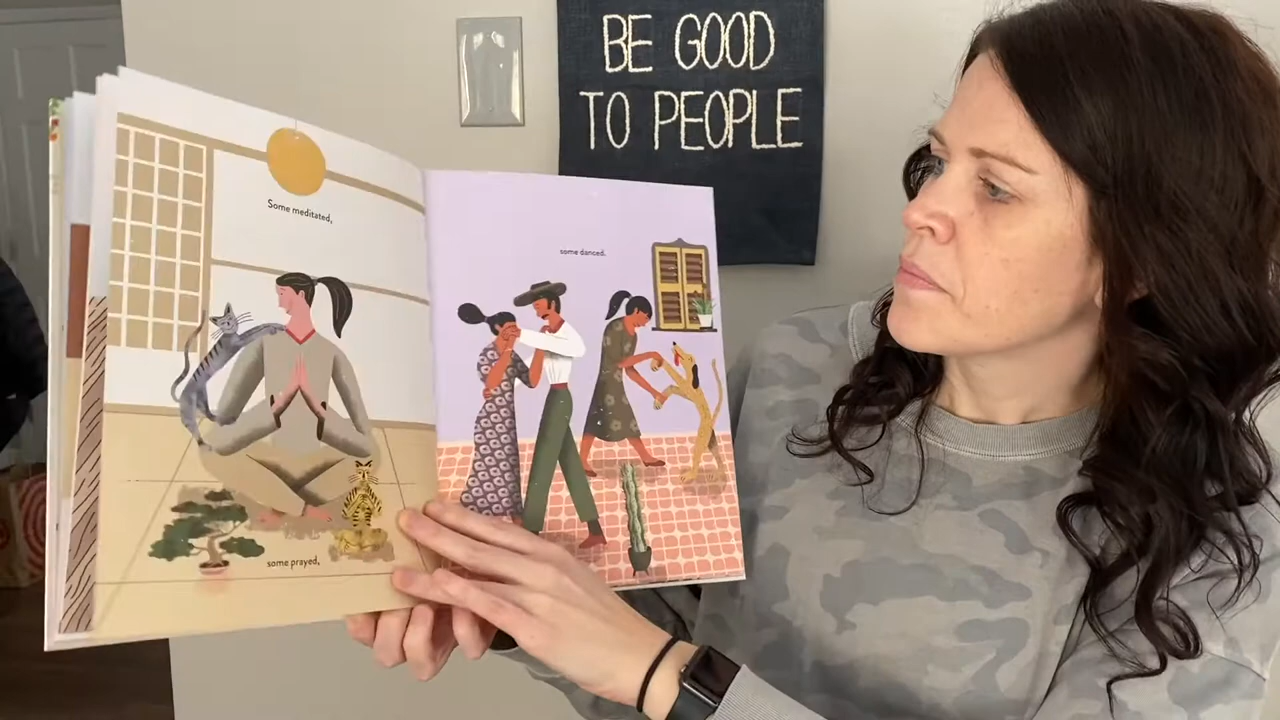 BE GOOD
TO PEOPLE
Some meditated,
some prayed,
some danced.